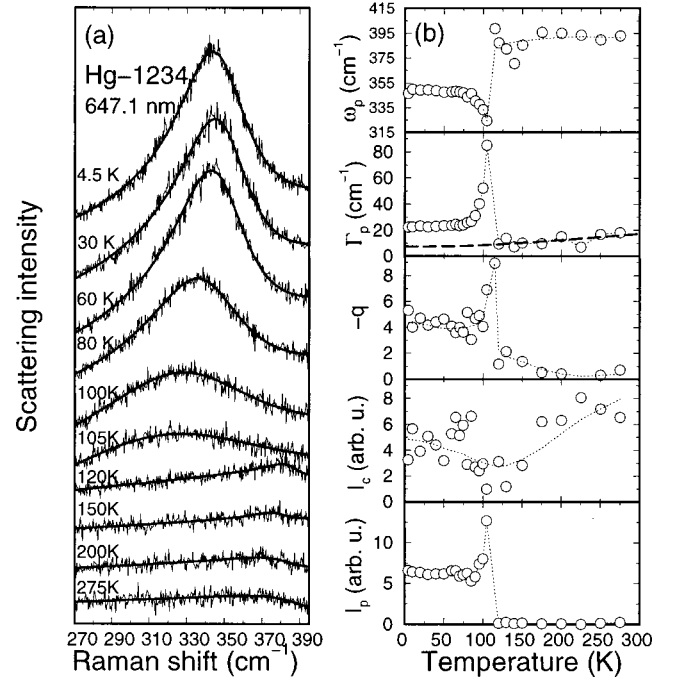 (a)
Hg-1234
647.1 nm
4.5 K
30 K
60 K
80 K
100K
105K
120K
150K
200K
275K
Scattering intensity
270 290 310 330 350 370 390
Raman shift (cm⁻¹)
(b)
ωₚ (cm⁻¹)
415
395
375
355
335
315
Γₚ (cm⁻¹)
80
60
40
20
0
-q
8
6
4
2
0
I_c (arb. u.)
8
6
4
2
0
Iₚ (arb. u.)
10
5
0
0 50 100 150 200 250 300
Temperature (K)